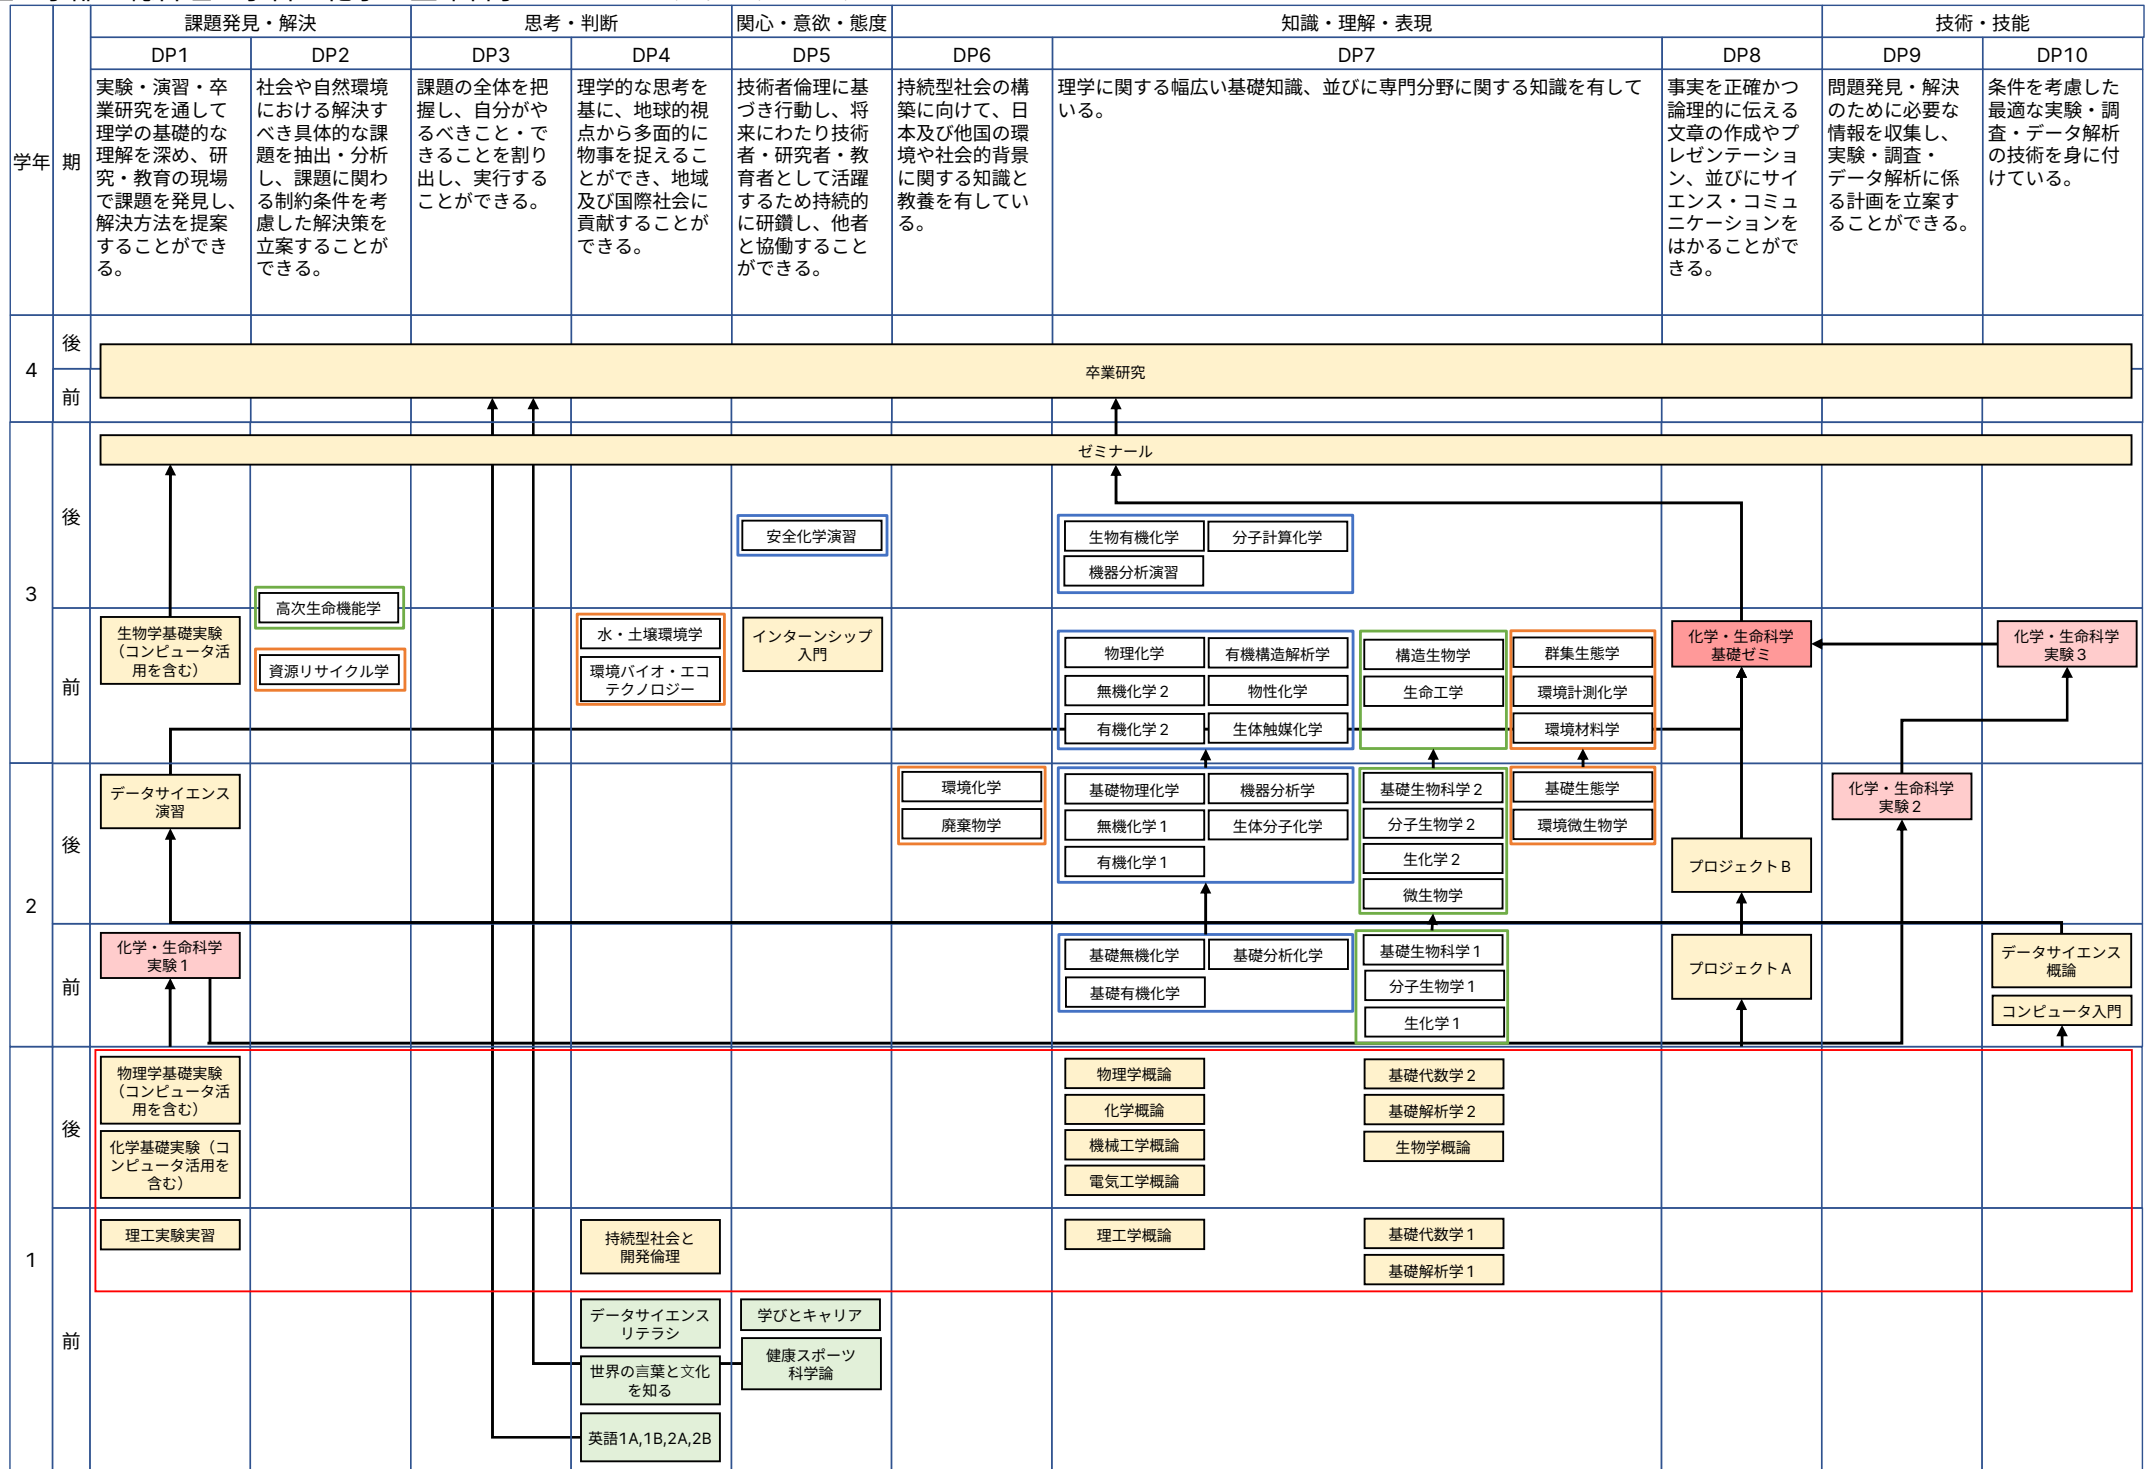 課題発見・解決
思考・判断
関心・意欲・態度
知識・理解・表現
技術・技能
学年
期
DP1
DP2
DP3
DP4
DP5
DP6
DP7
DP8
DP9
DP10
実験・演習・卒
業研究を通して
理学の基礎的な
理解を深め、研
究・教育の現場
で課題を発見し、
解決方法を提案
することができ
る。
社会や自然環境
における解決す
べき具体的な課
題を抽出・分析
し、課題に関わ
る制約条件を考
慮した解決策を
立案することが
できる。
課題の全体を把
握し、自分がや
るべきこと・で
きることを割り
出し、実行する
ことができる。
理学的な思考を
基に、地球的視
点から多面的に
物事を捉えるこ
とができ、地域
及び国際社会に
貢献することが
できる。
技術者倫理に基
づき行動し、将
来にわたり技術
者・研究者・教
育者として活躍
するため持続的
に研鑽し、他者
と協働すること
ができる。
持続型社会の構
築に向けて、日
本及び他国の環
境や社会的背景
に関する知識と
教養を有してい
る。
理学に関する幅広い基礎知識、並びに専門分野に関する知識を有して
いる。
事実を正確かつ
論理的に伝える
文章の作成やプ
レゼンテーショ
ン、並びにサイ
エンス・コミュ
ニケーションを
はかることがで
きる。
問題発見・解決
のために必要な
情報を収集し、
実験・調査・
データ解析に係
る計画を立案す
ることができる。
条件を考慮した
最適な実験・調
査・データ解析
の技術を身に付
けている。
4
後
前
卒業研究
3
後
前
ゼミナール
安全化学演習
生物有機化学
分子計算化学
機器分析演習
高次生命機能学
生物学基礎実験
（コンピュータ活
用を含む）
資源リサイクル学
水・土壌環境学
環境バイオ・エコ
テクノロジー
インターンシップ
入門
物理化学
有機構造解析学
無機化学２
物性化学
有機化学２
生体触媒化学
構造生物学
生命工学
群集生態学
環境計測化学
環境材料学
化学・生命科学
基礎ゼミ
化学・生命科学
実験３
2
後
前
データサイエンス
演習
環境化学
廃棄物学
基礎物理化学
機器分析学
無機化学１
生体分子化学
有機化学１
基礎生物科学２
分子生物学２
生化学２
微生物学
基礎生態学
環境微生物学
プロジェクトＢ
化学・生命科学
実験２
化学・生命科学
実験１
基礎無機化学
基礎分析化学
基礎有機化学
基礎生物科学１
分子生物学１
生化学１
プロジェクトＡ
データサイエンス
概論
コンピュータ入門
1
後
前
物理学基礎実験
（コンピュータ活
用を含む）
化学基礎実験（コ
ンピュータ活用を
含む）
物理学概論
化学概論
機械工学概論
電気工学概論
基礎代数学２
基礎解析学２
生物学概論
理工実験実習
持続型社会と
開発倫理
理工学概論
基礎代数学１
基礎解析学１
データサイエンス
リテラシ
世界の言葉と文化
を知る
英語1A,1B,2A,2B
学びとキャリア
健康スポーツ
科学論